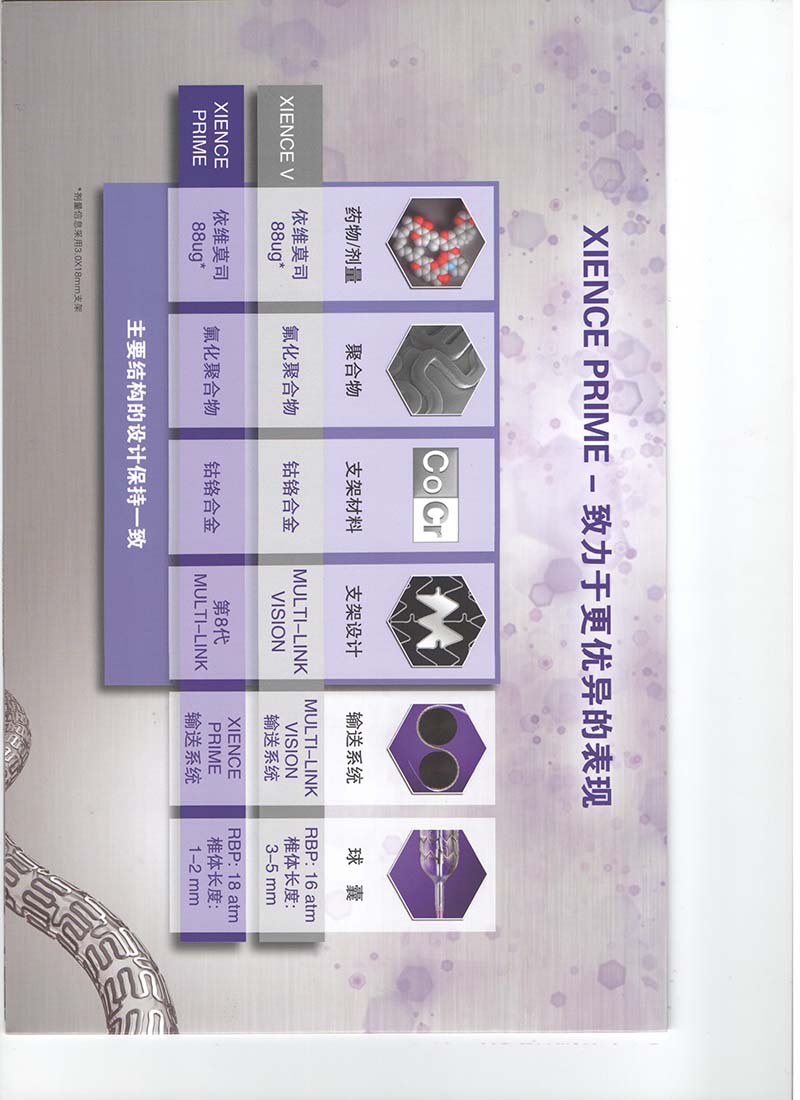 XIENCE PRIME – 致力于更优异的表现
Co Cr
药物/剂量
聚合物
支架材料
支架设计
输送系统
球 囊
XIENCE V
依维莫司
88ug*
氟化聚合物
钴铬合金
MULTI–LINK
VISION
MULTI–LINK
VISION
输送系统
RBP: 16 atm
椎体长度:
3–5 mm
XIENCE
PRIME
依维莫司
88ug*
氟化聚合物
钴铬合金
第8代
MULTI–LINK
XIENCE
PRIME
输送系统
RBP: 18 atm
椎体长度:
1–2 mm
主要结构的设计保持一致
*剂量信息采用3.0X18mm支架